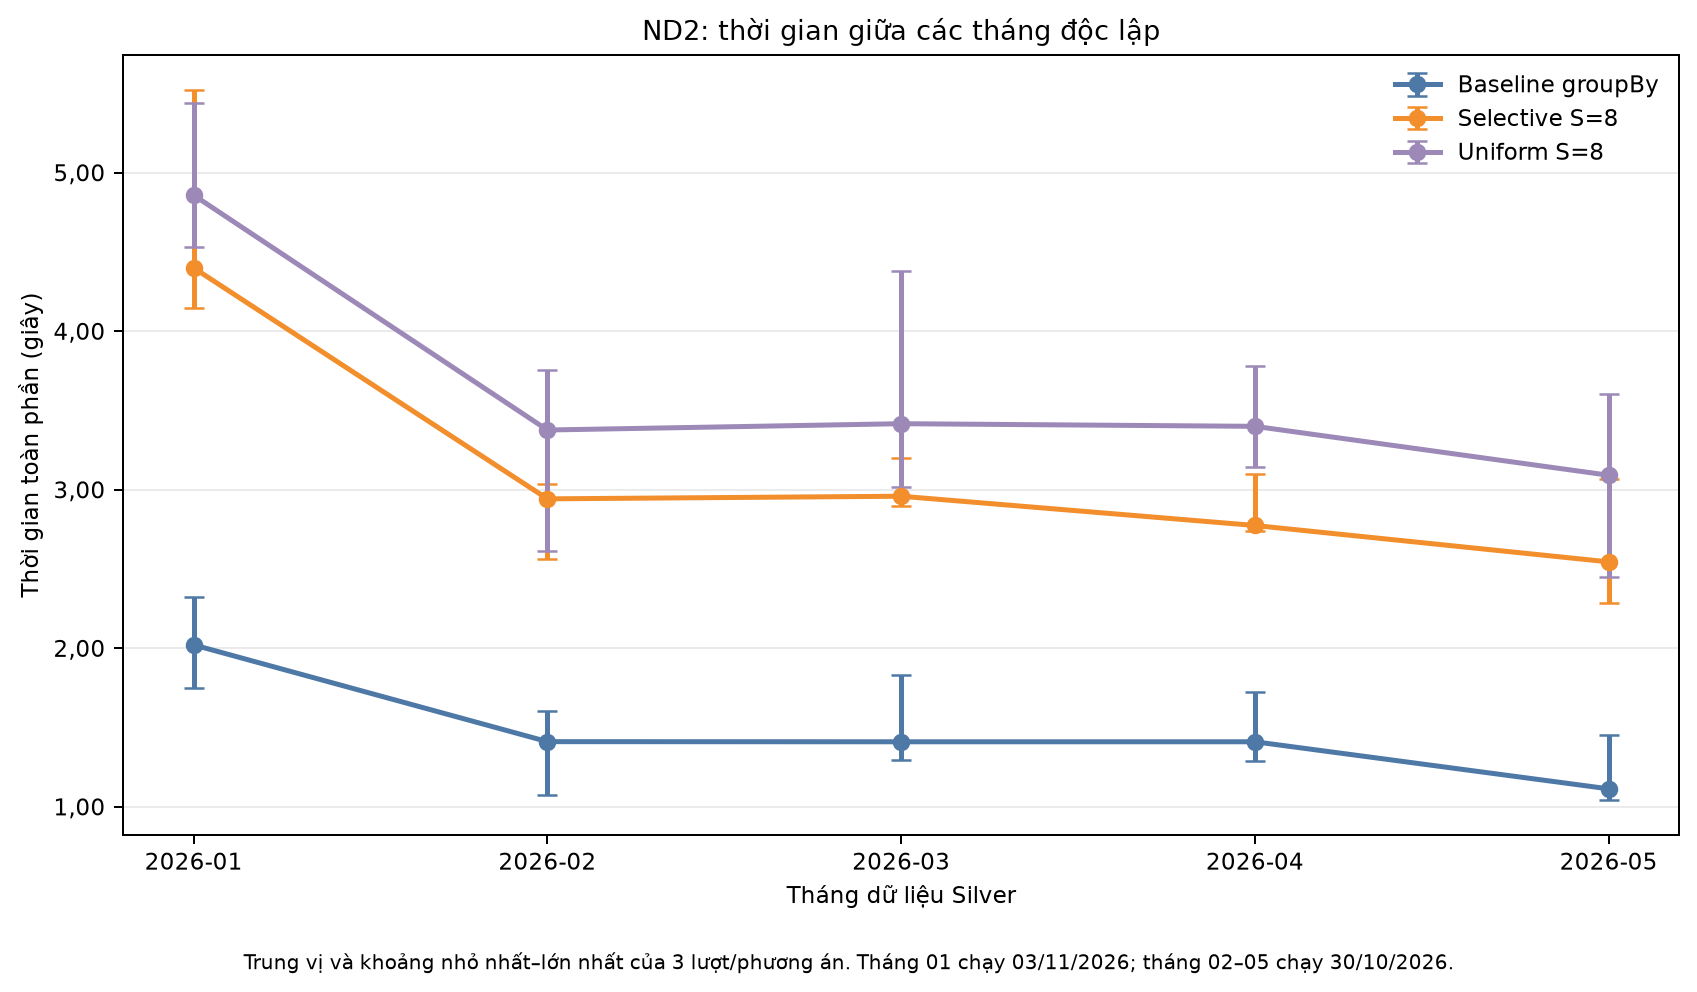 ND2: thời gian giữa các tháng độc lập
Baseline groupBy
Selective S=8
Uniform S=8
Thời gian toàn phần (giây)
5,00
4,00
3,00
2,00
1,00
2026-01
2026-02
2026-03
2026-04
2026-05
Tháng dữ liệu Silver
Trung vị và khoảng nhỏ nhất–lớn nhất của 3 lượt/phương án. Tháng 01 chạy 03/11/2026; tháng 02–05 chạy 30/10/2026.